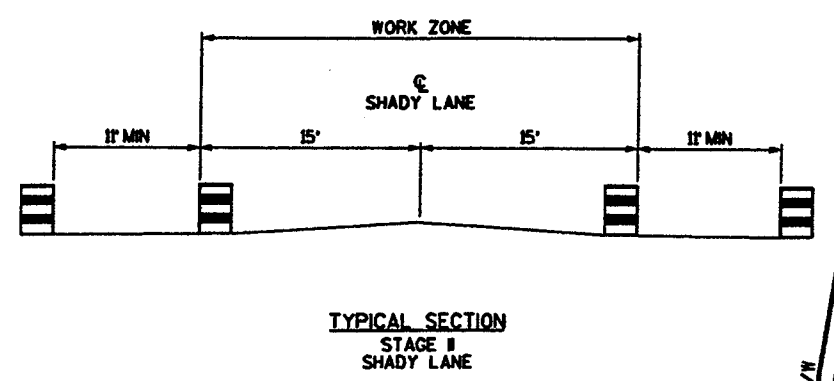 WORK ZONE
℄
SHADY LANE
11' MIN 15' 15' 11' MIN
TYPICAL SECTION
STAGE II
SHADY LANE
/W